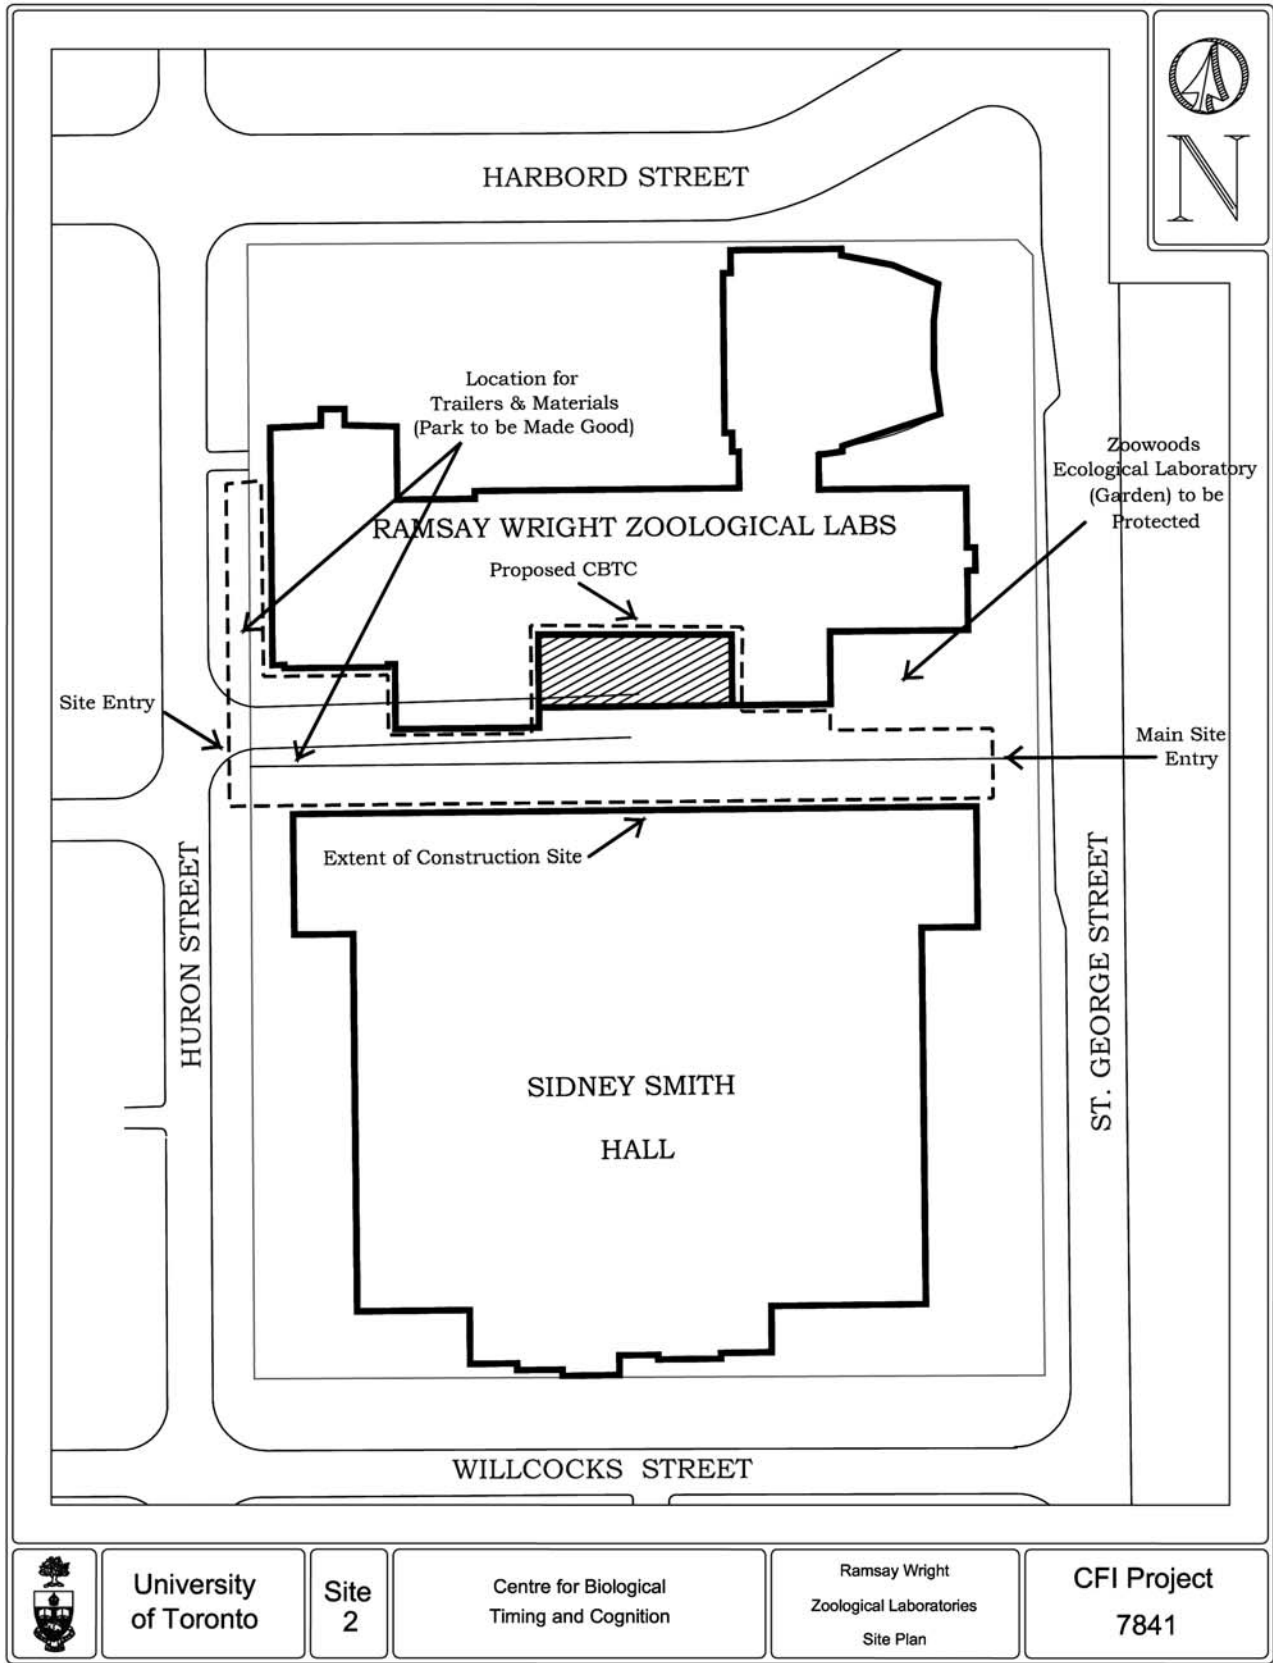 N
HARBORD STREET
Location for
Trailers & Materials
(Park to be Made Good)
Zoowoods
Ecological Laboratory
(Garden) to be
Protected
RAMSAY WRIGHT ZOOLOGICAL LABS
Proposed CBTC
Site Entry
Main Site
Entry
Extent of Construction Site
HURON STREET
ST. GEORGE STREET
SIDNEY SMITH
HALL
WILLCOCKS STREET
University
of Toronto
Site
2
Centre for Biological
Timing and Cognition
Ramsay Wright
Zoological Laboratories
Site Plan
CFI Project
7841